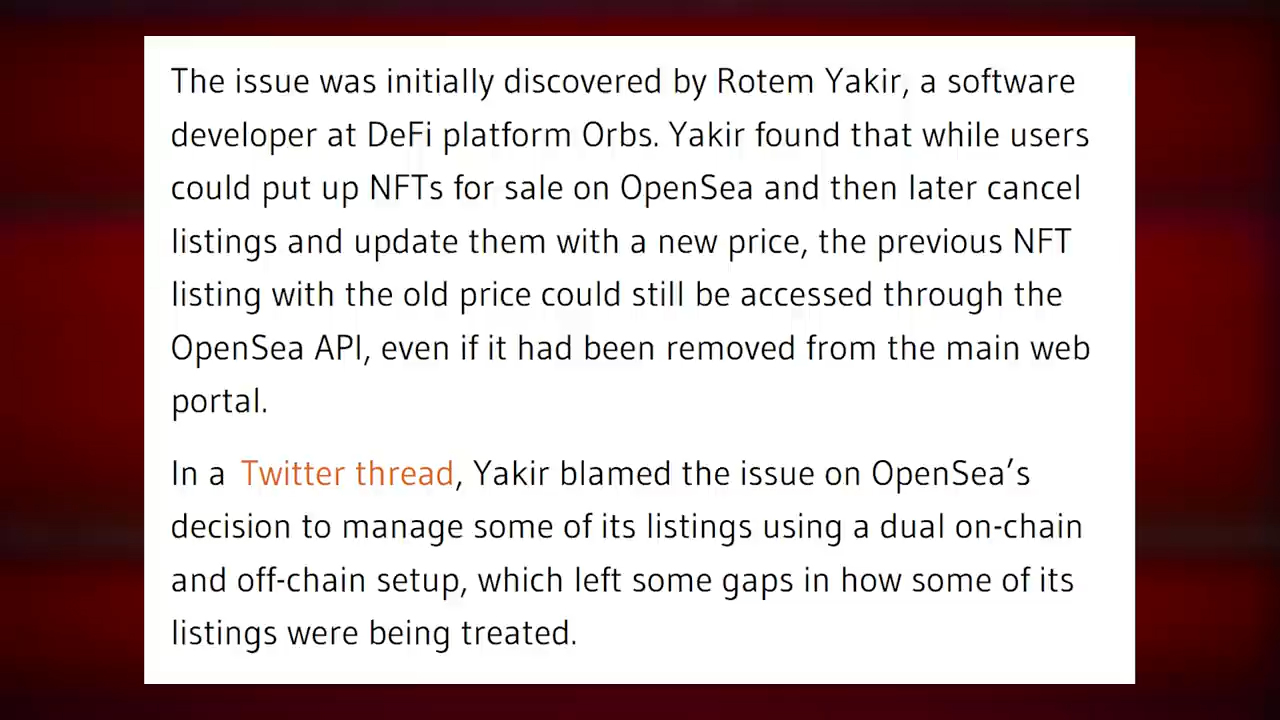 The issue was initially discovered by Rotem Yakir, a software
developer at DeFi platform Orbs. Yakir found that while users
could put up NFTs for sale on OpenSea and then later cancel
listings and update them with a new price, the previous NFT
listing with the old price could still be accessed through the
OpenSea API, even if it had been removed from the main web
portal.
In a Twitter thread, Yakir blamed the issue on OpenSea’s
decision to manage some of its listings using a dual on-chain
and off-chain setup, which left some gaps in how some of its
listings were being treated.